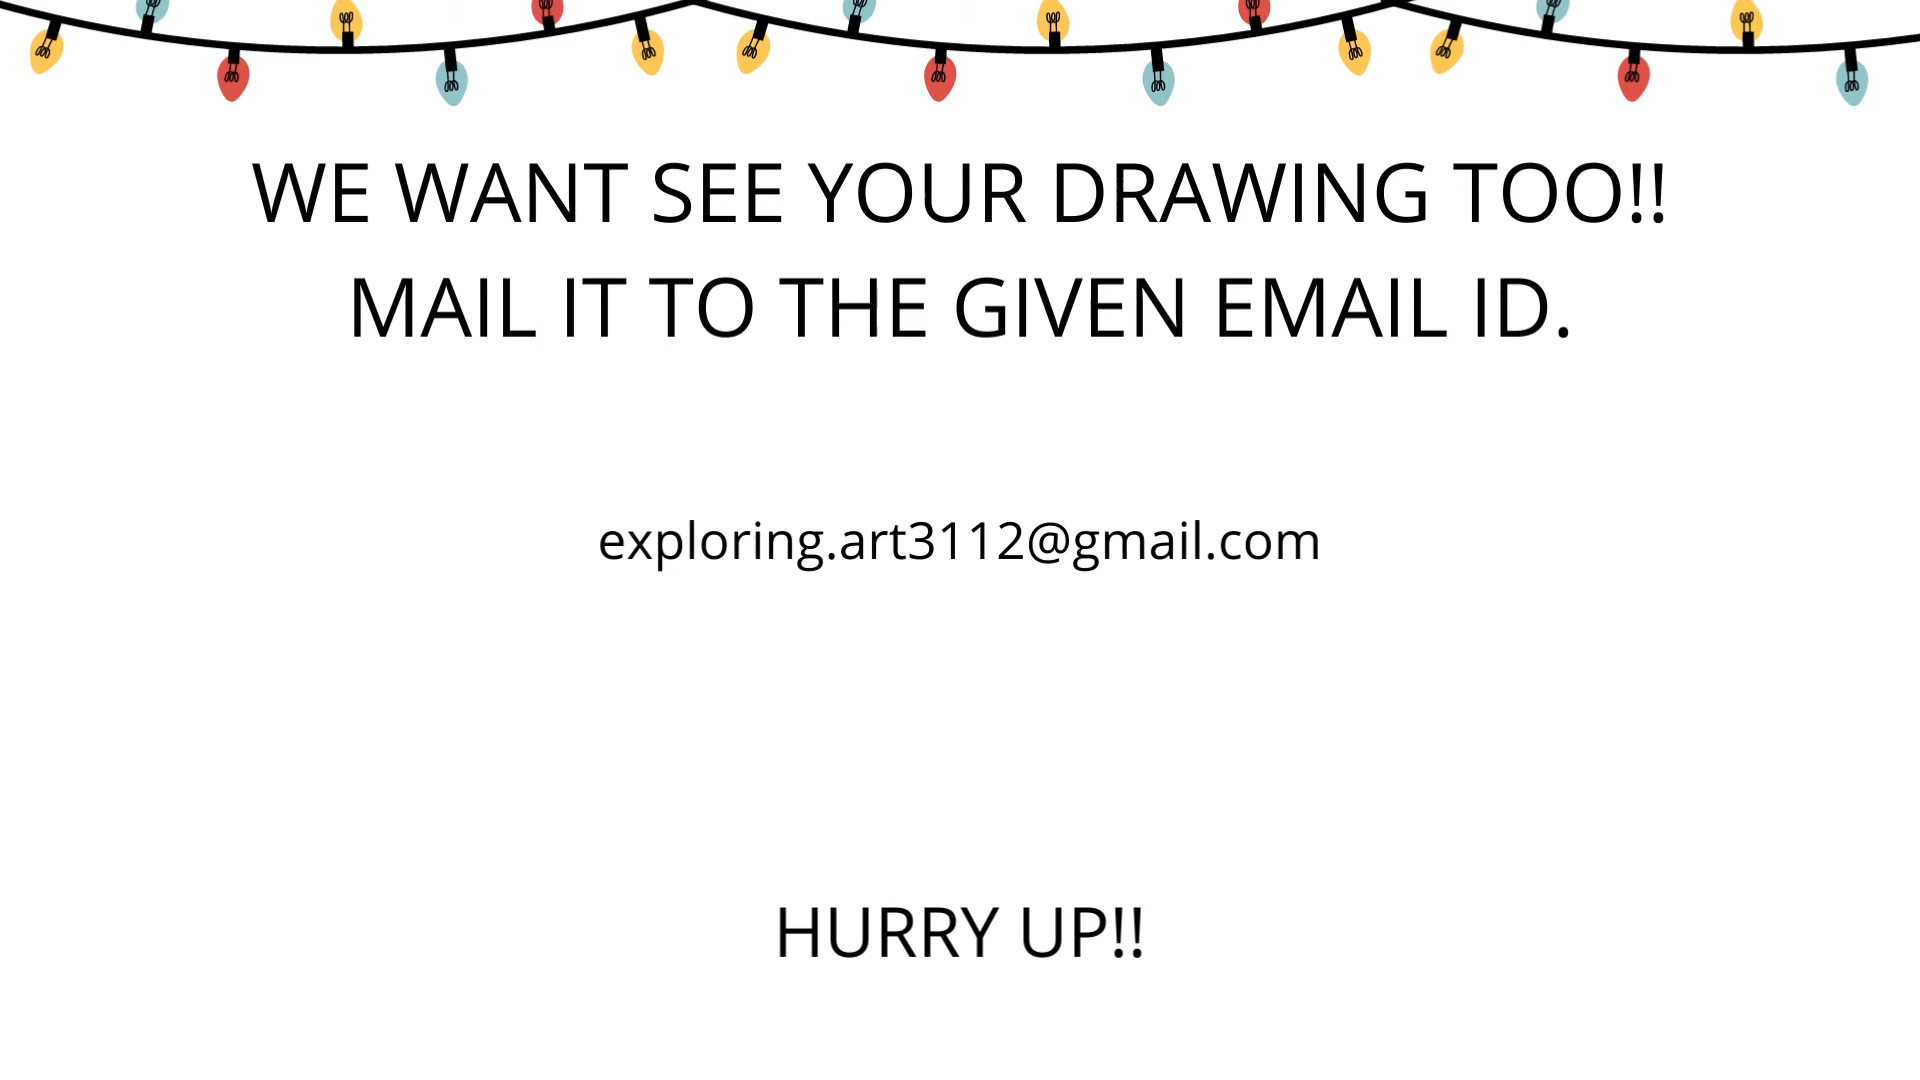 WE WANT SEE YOUR DRAWING TOO!!
MAIL IT TO THE GIVEN EMAIL ID.
exploring.art3112@gmail.com
HURRY UP!!